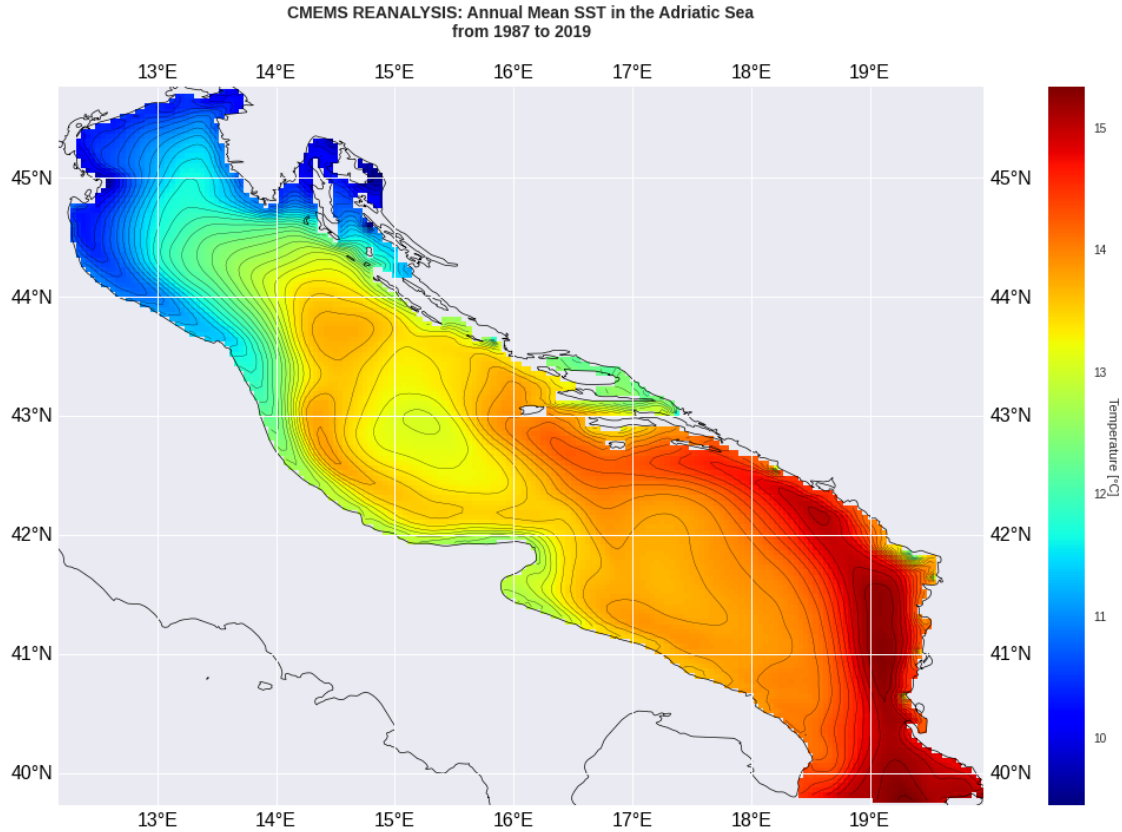 CMEMS REANALYSIS: Annual Mean SST in the Adriatic Sea
from 1987 to 2019
13°E 14°E 15°E 16°E 17°E 18°E 19°E
45°N 45°N
44°N 44°N
43°N 43°N
42°N 42°N
41°N 41°N
40°N 40°N
13°E 14°E 15°E 16°E 17°E 18°E 19°E
15
14
13
12
11
10
Temperature [°C]